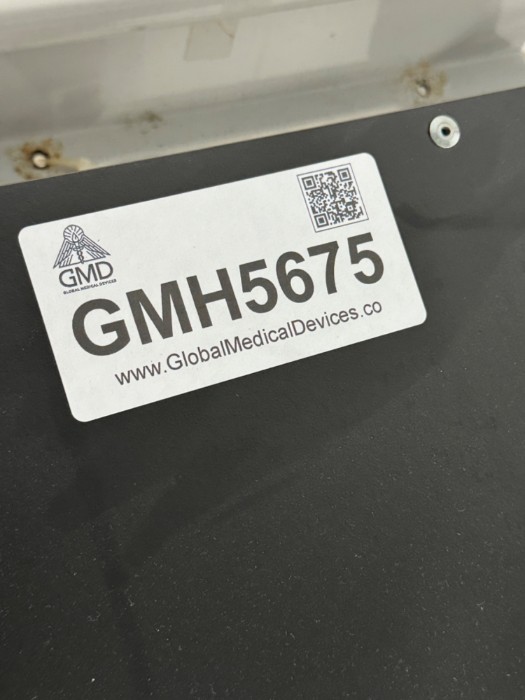 GMD
GLOBAL MEDICAL DEVICES
GMH5675
www.GlobalMedicalDevices.co